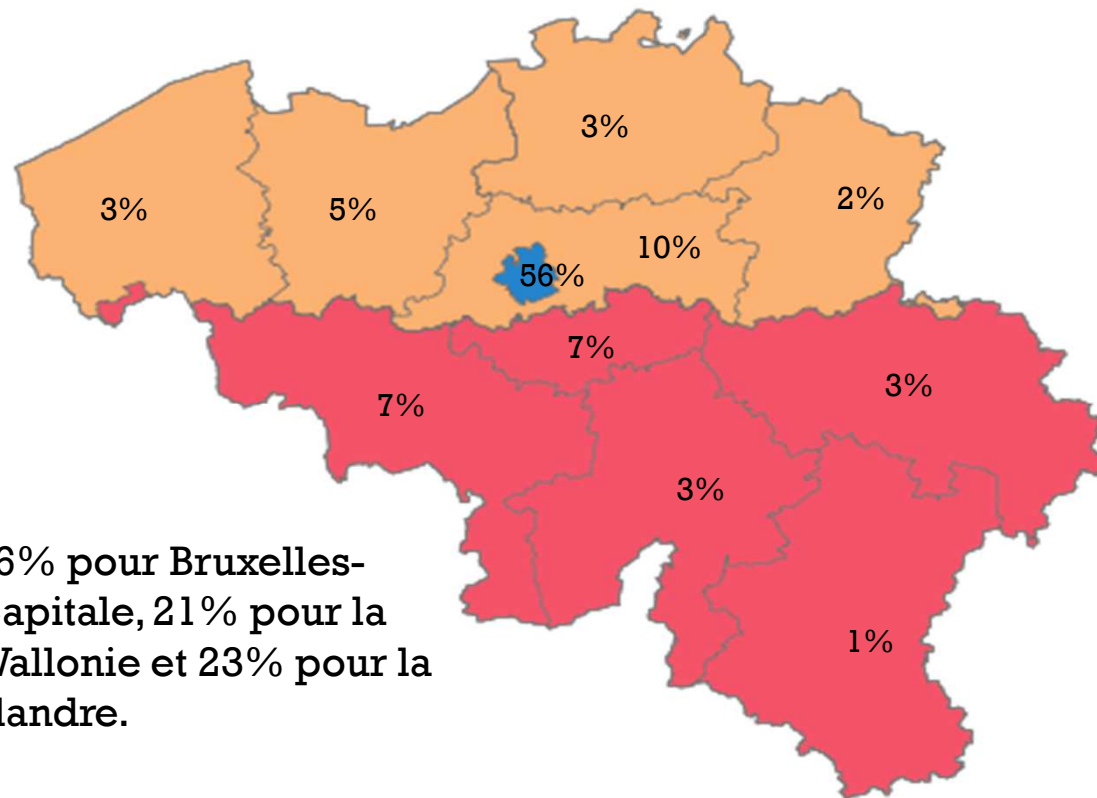 3%
3%
5%
2%
10%
56%
7%
7%
3%
3%
1%
6% pour Bruxelles-
apitale, 21% pour la
Wallonie et 23% pour la
landre.